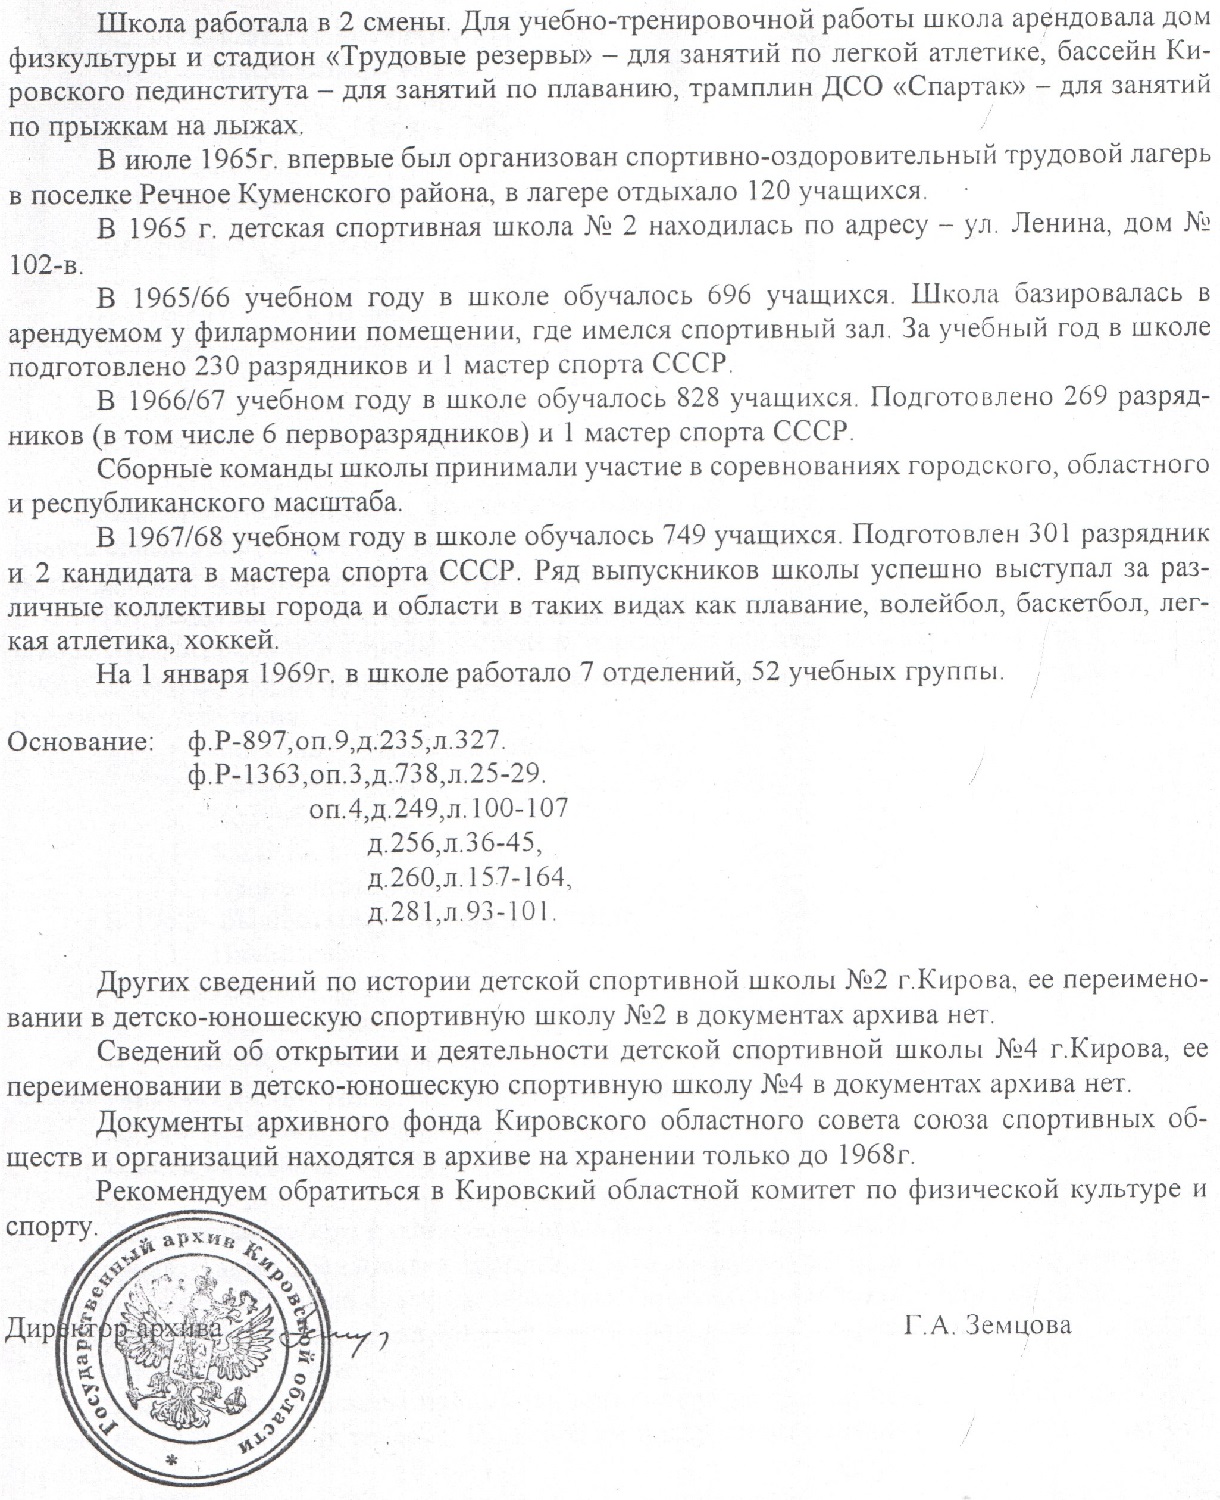 Школа работала в 2 смены. Для учебно-тренировочной работы школа арендовала дом
физкультуры и стадион «Трудовые резервы» – для занятий по легкой атлетике, бассейн Ки-
ровского пединститута – для занятий по плаванию, трамплин ДСО «Спартак» – для занятий
по прыжкам на лыжах.
В июле 1965г. впервые был организован спортивно-оздоровительный трудовой лагерь
в поселке Речное Куменского района, в лагере отдыхало 120 учащихся.
В 1965 г. детская спортивная школа № 2 находилась по адресу – ул. Ленина, дом №
102-в.
В 1965/66 учебном году в школе обучалось 696 учащихся. Школа базировалась в
арендуемом у филармонии помещении, где имелся спортивный зал. За учебный год в школе
подготовлено 230 разрядников и 1 мастер спорта СССР.
В 1966/67 учебном году в школе обучалось 828 учащихся. Подготовлено 269 разряд-
ников (в том числе 6 перворазрядников) и 1 мастер спорта СССР.
Сборные команды школы принимали участие в соревнованиях городского, областного
и республиканского масштаба.
В 1967/68 учебном году в школе обучалось 749 учащихся. Подготовлен 301 разрядник
и 2 кандидата в мастера спорта СССР. Ряд выпускников школы успешно выступал за раз-
личные коллективы города и области в таких видах как плавание, волейбол, баскетбол, лег-
кая атлетика, хоккей.
На 1 января 1969г. в школе работало 7 отделений, 52 учебных группы.
Основание: ф.Р-897,оп.9,д.235,л.327.
ф.Р-1363,оп.3,д.738,л.25-29.
оп.4,д.249,л.100-107
д.256,л.36-45,
д.260,л.157-164,
д.281,л.93-101.
Других сведений по истории детской спортивной школы №2 г.Кирова, ее переимено-
вании в детско-юношескую спортивную школу №2 в документах архива нет.
Сведений об открытии и деятельности детской спортивной школы №4 г.Кирова, ее
переименовании в детско-юношескую спортивную школу №4 в документах архива нет.
Документы архивного фонда Кировского областного совета союза спортивных об-
ществ и организаций находятся в архиве на хранении только до 1968г.
Рекомендуем обратиться в Кировский областной комитет по физической культуре и
спорту.
Государственный архив Кировской области *
Директор архива Г.А. Земцова